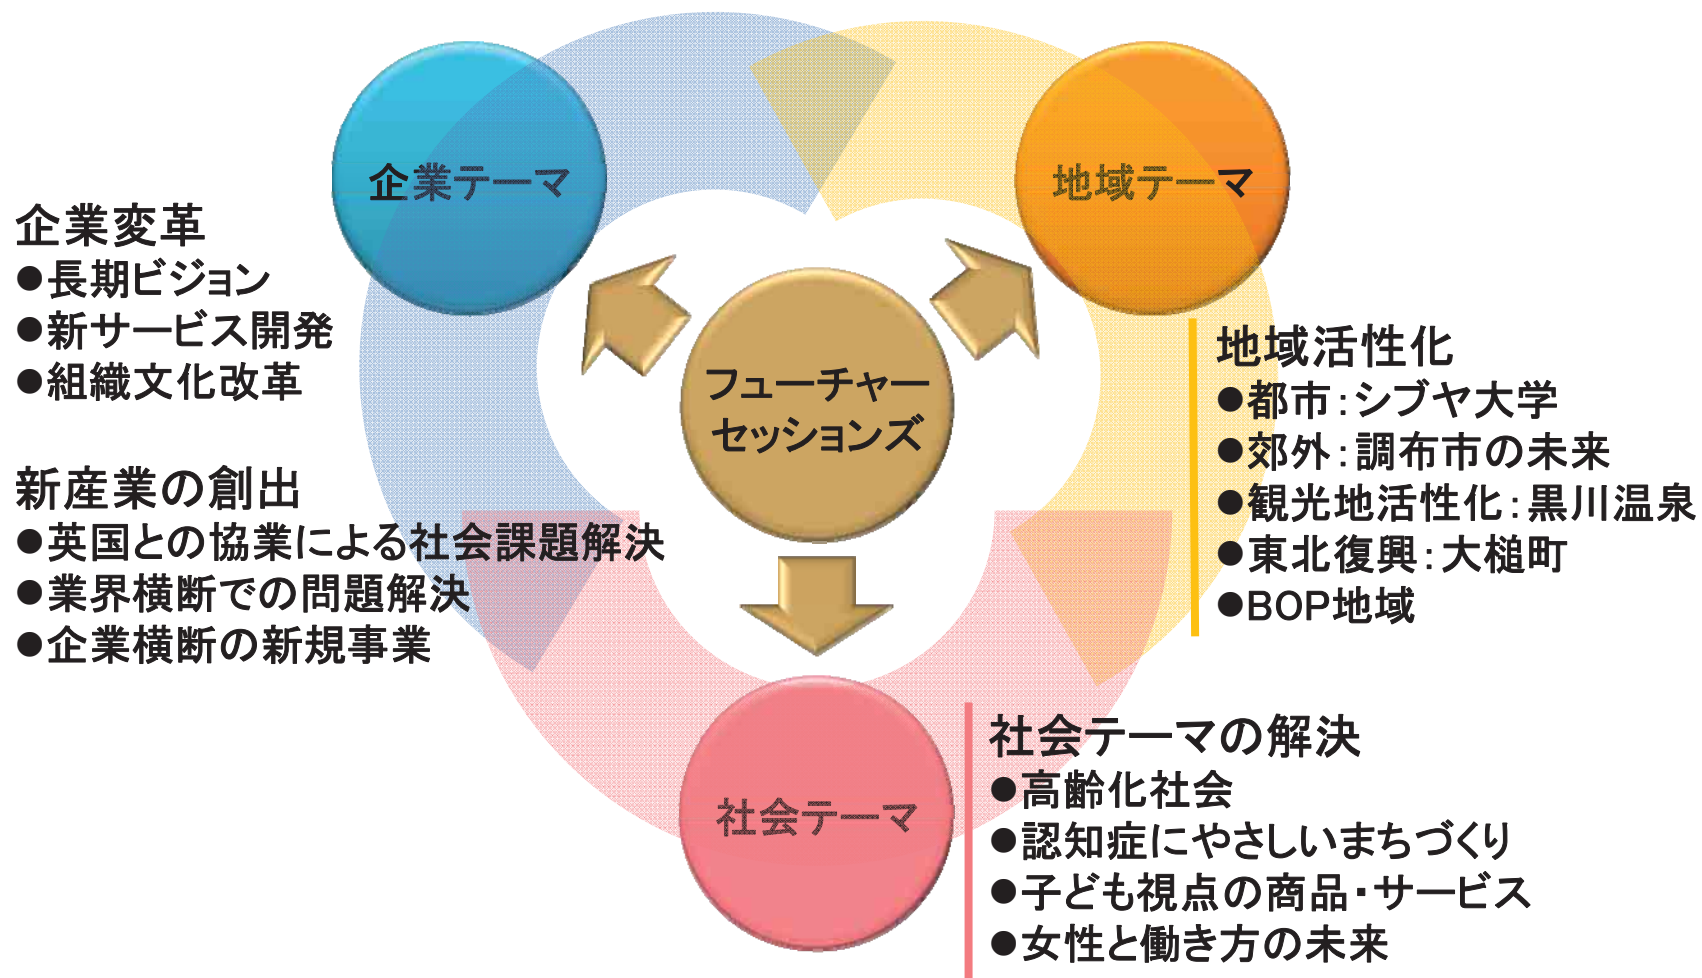 企業テーマ
地域テーマ
企業変革
●長期ビジョン
●新サービス開発
●組織文化改革
新産業の創出
●英国との協業による社会課題解決
●業界横断での問題解決
●企業横断の新規事業
フューチャー
セッションズ
地域活性化
●都市：シブヤ大学
●郊外：調布市の未来
●観光地活性化：黒川温泉
●東北復興：大槌町
●BOP地域
社会テーマ
社会テーマの解決
●高齢化社会
●認知症にやさしいまちづくり
●子ども視点の商品・サービス
●女性と働き方の未来